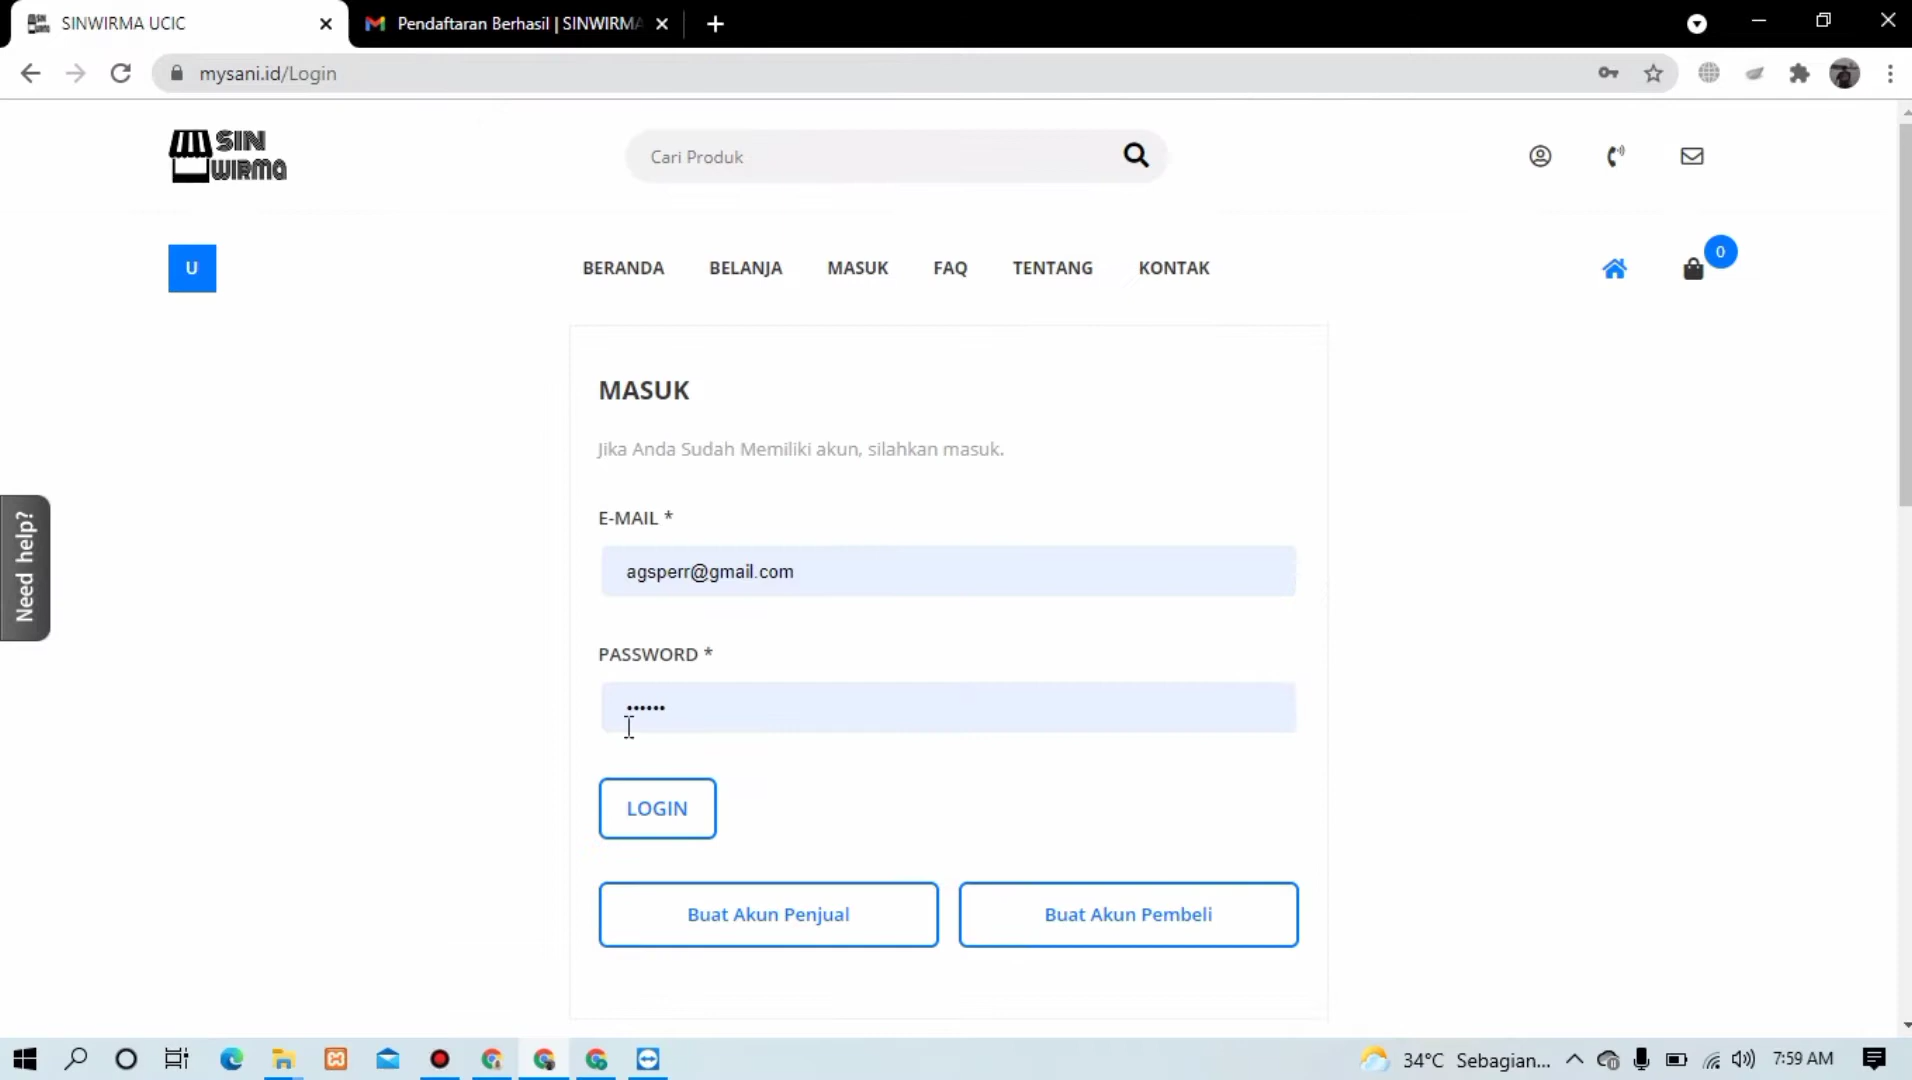 SINWIRMA UCIC
Pendaftaran Berhasil | SINWIRMA
mysani.id/Login
SIN
WIRMA
Cari Produk
U
BERANDA
BELANJA
MASUK
FAQ
TENTANG
KONTAK
0
MASUK
Jika Anda Sudah Memiliki akun, silahkan masuk.
E-MAIL *
agsperr@gmail.com
PASSWORD *
••••••
LOGIN
Buat Akun Penjual
Buat Akun Pembeli
Need help?
34°C Sebagian...
7:59 AM